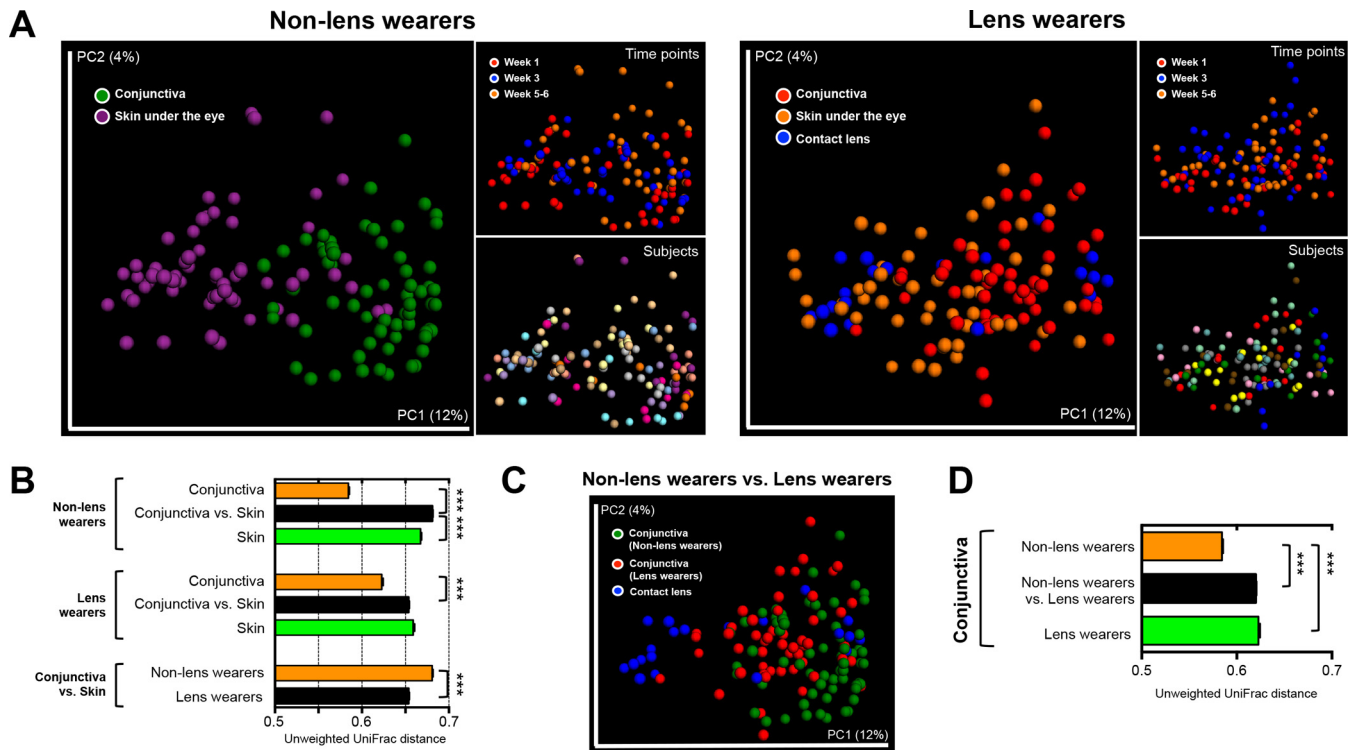 A
Non-lens wearers
PC2 (4%)
Conjunctiva
Skin under the eye
PC1 (12%)
Time points
Week 1
Week 3
Week 5-6
Subjects
Lens wearers
PC2 (4%)
Conjunctiva
Skin under the eye
Contact lens
PC1 (12%)
Time points
Week 1
Week 3
Week 5-6
Subjects
B
Non-lens
wearers
Conjunctiva
Conjunctiva vs. Skin
Skin
***
***
Lens
wearers
Conjunctiva
Conjunctiva vs. Skin
Skin
***
Conjunctiva
vs. Skin
Non-lens wearers
Lens wearers
***
0.5 0.6 0.7
Unweighted UniFrac distance
C
Non-lens wearers vs. Lens wearers
PC2 (4%)
Conjunctiva
(Non-lens wearers)
Conjunctiva
(Lens wearers)
Contact lens
PC1 (12%)
D
Conjunctiva
Non-lens wearers
Non-lens wearers
vs. Lens wearers
Lens wearers
***
***
0.5 0.6 0.7
Unweighted UniFrac distance